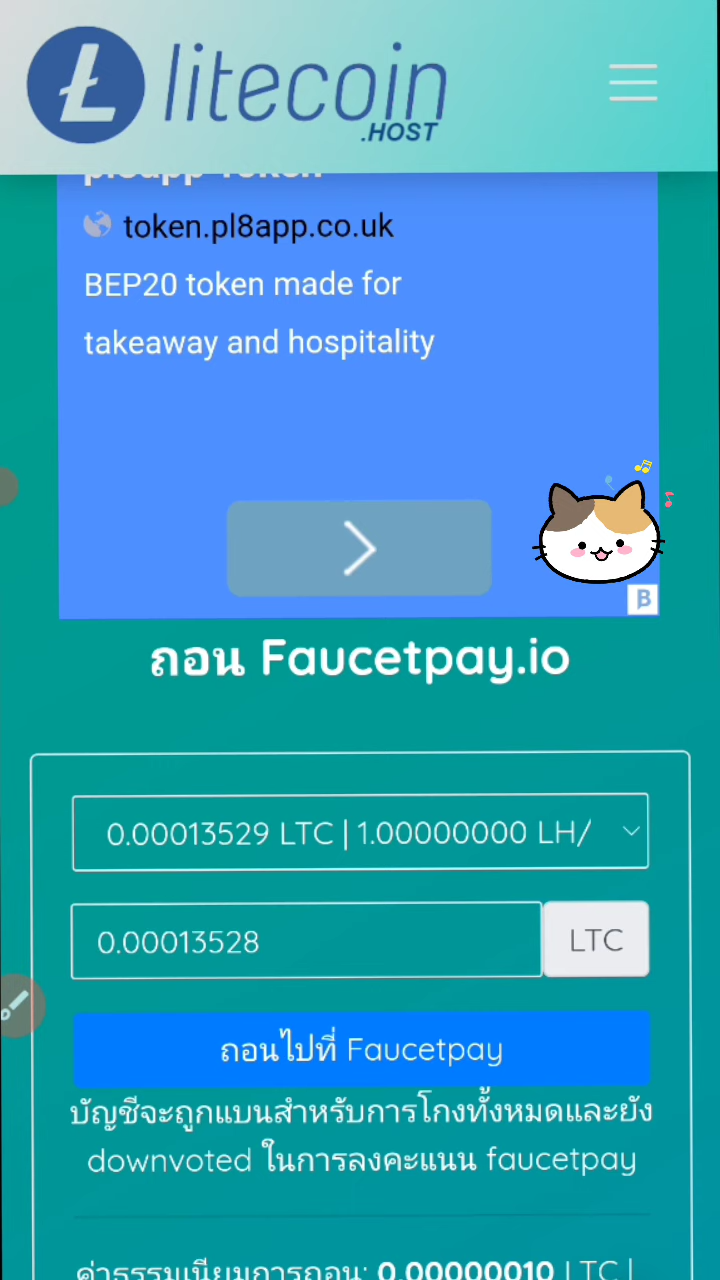 litecoin
.HOST
pl8app Token
token.pl8app.co.uk
BEP20 token made for
takeaway and hospitality
B
ถอน Faucetpay.io
0.00013529 LTC | 1.00000000 LH/
0.00013528
LTC
ถอนไปที่ Faucetpay
บัญชีจะถูกแบนสำหรับการโกงทั้งหมดและยัง
downvoted ในการลงคะแนน faucetpay
ค่าธรรมเนียมการถอน: 0.00000010 LTC |